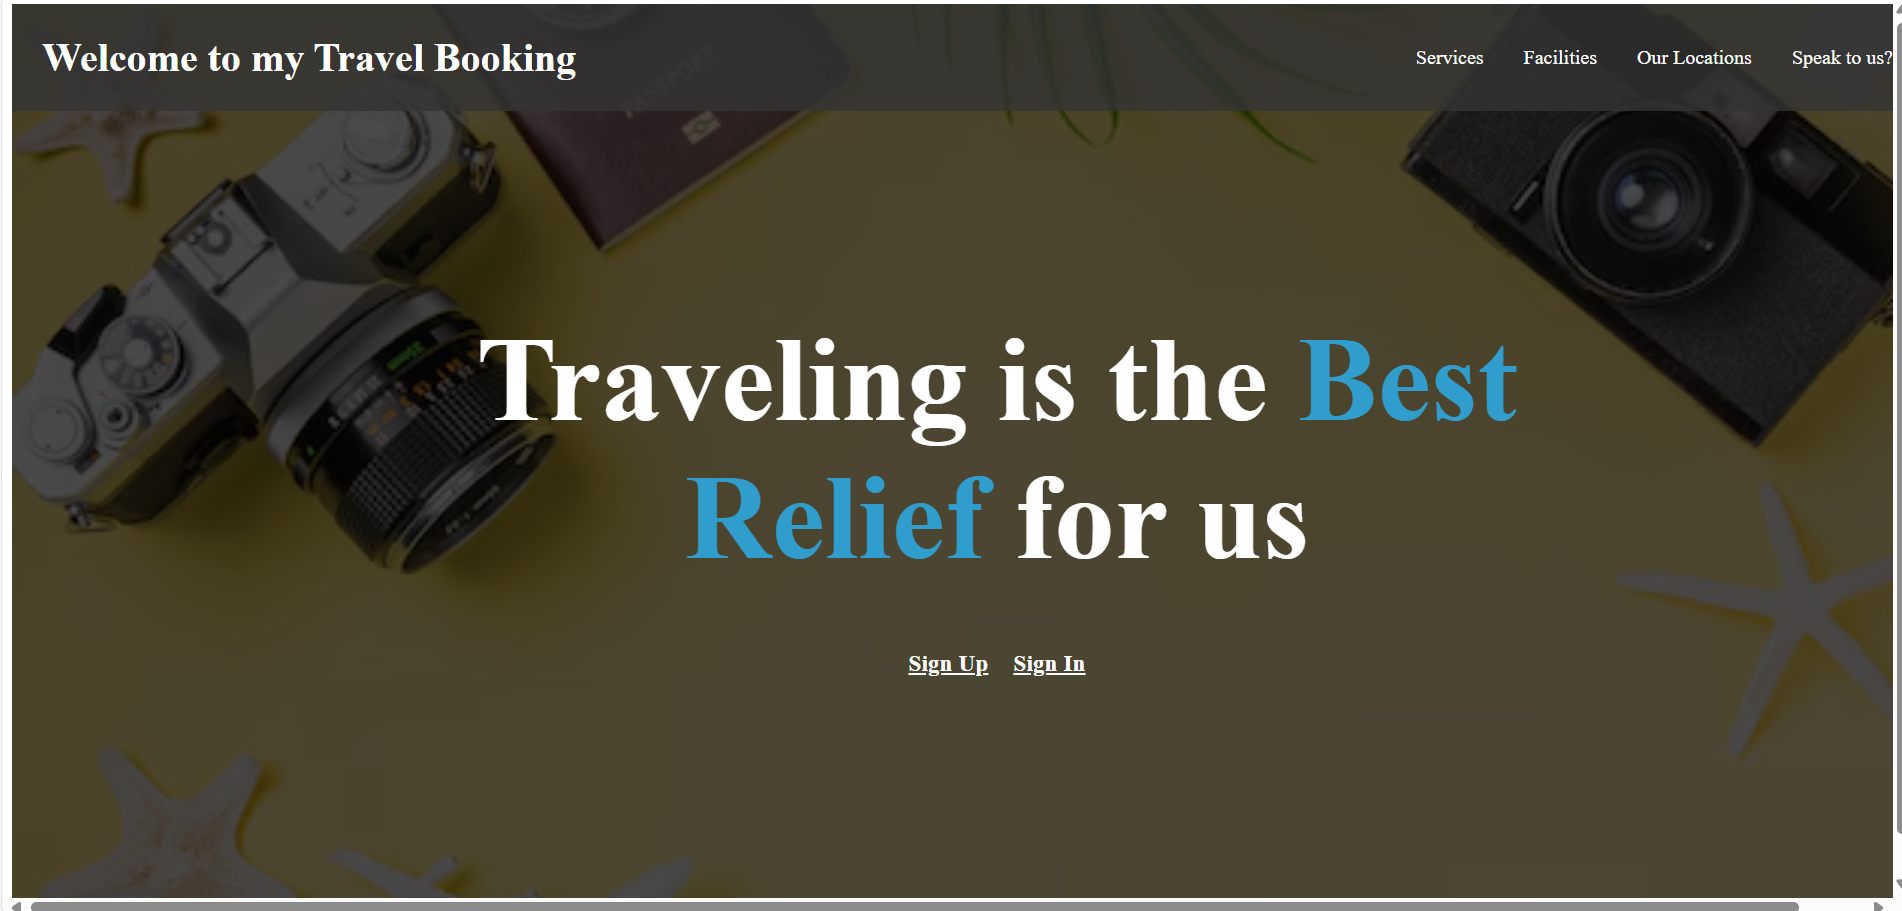 Welcome to my Travel Booking
Services Facilities Our Locations Speak to us?
PASSPORT
Traveling is the Best
Relief for us
Sign Up Sign In